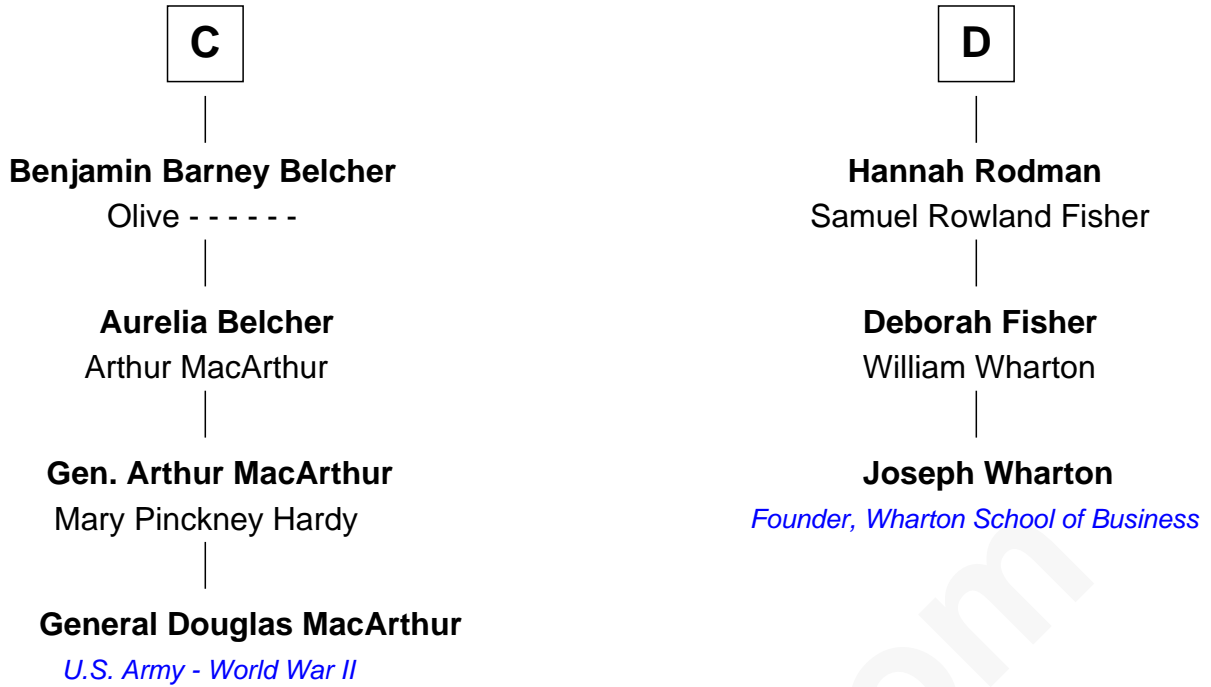 C
Benjamin Barney Belcher
Olive - - - - - -
Aurelia Belcher
Arthur MacArthur
Gen. Arthur MacArthur
Mary Pinckney Hardy
General Douglas MacArthur
U.S. Army - World War II
D
Hannah Rodman
Samuel Rowland Fisher
Deborah Fisher
William Wharton
Joseph Wharton
Founder, Wharton School of Business
om